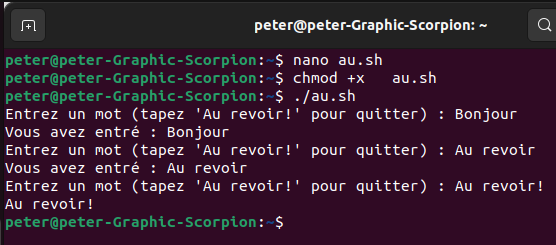 peter@peter-Graphic-Scorpion: ~
peter@peter-Graphic-Scorpion:~$ nano au.sh
peter@peter-Graphic-Scorpion:~$ chmod +x   au.sh
peter@peter-Graphic-Scorpion:~$ ./au.sh
Entrez un mot (tapez 'Au revoir!' pour quitter) : Bonjour
Vous avez entré : Bonjour
Entrez un mot (tapez 'Au revoir!' pour quitter) : Au revoir
Vous avez entré : Au revoir
Entrez un mot (tapez 'Au revoir!' pour quitter) : Au revoir!
Au revoir!
peter@peter-Graphic-Scorpion:~$